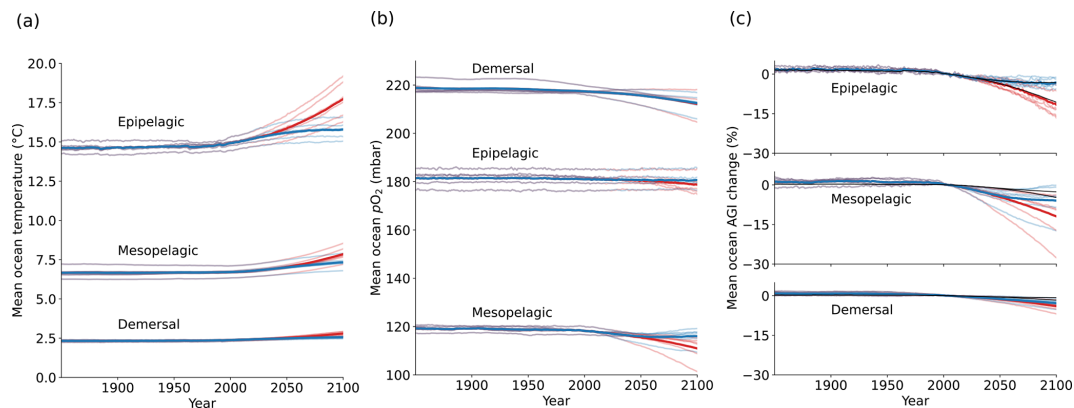 (a)
Mean ocean temperature (°C)
20.0
17.5
15.0
12.5
10.0
7.5
5.0
2.5
0.0
Epipelagic
Mesopelagic
Demersal
1900
1950
2000
2050
2100
Year
(b)
Mean ocean pO₂ (mbar)
220
200
180
160
140
120
100
Demersal
Epipelagic
Mesopelagic
1900
1950
2000
2050
2100
Year
(c)
Mean ocean AGI change (%)
0
−15
−30
Epipelagic
0
−15
−30
Mesopelagic
0
−15
−30
Demersal
1900
1950
2000
2050
2100
Year